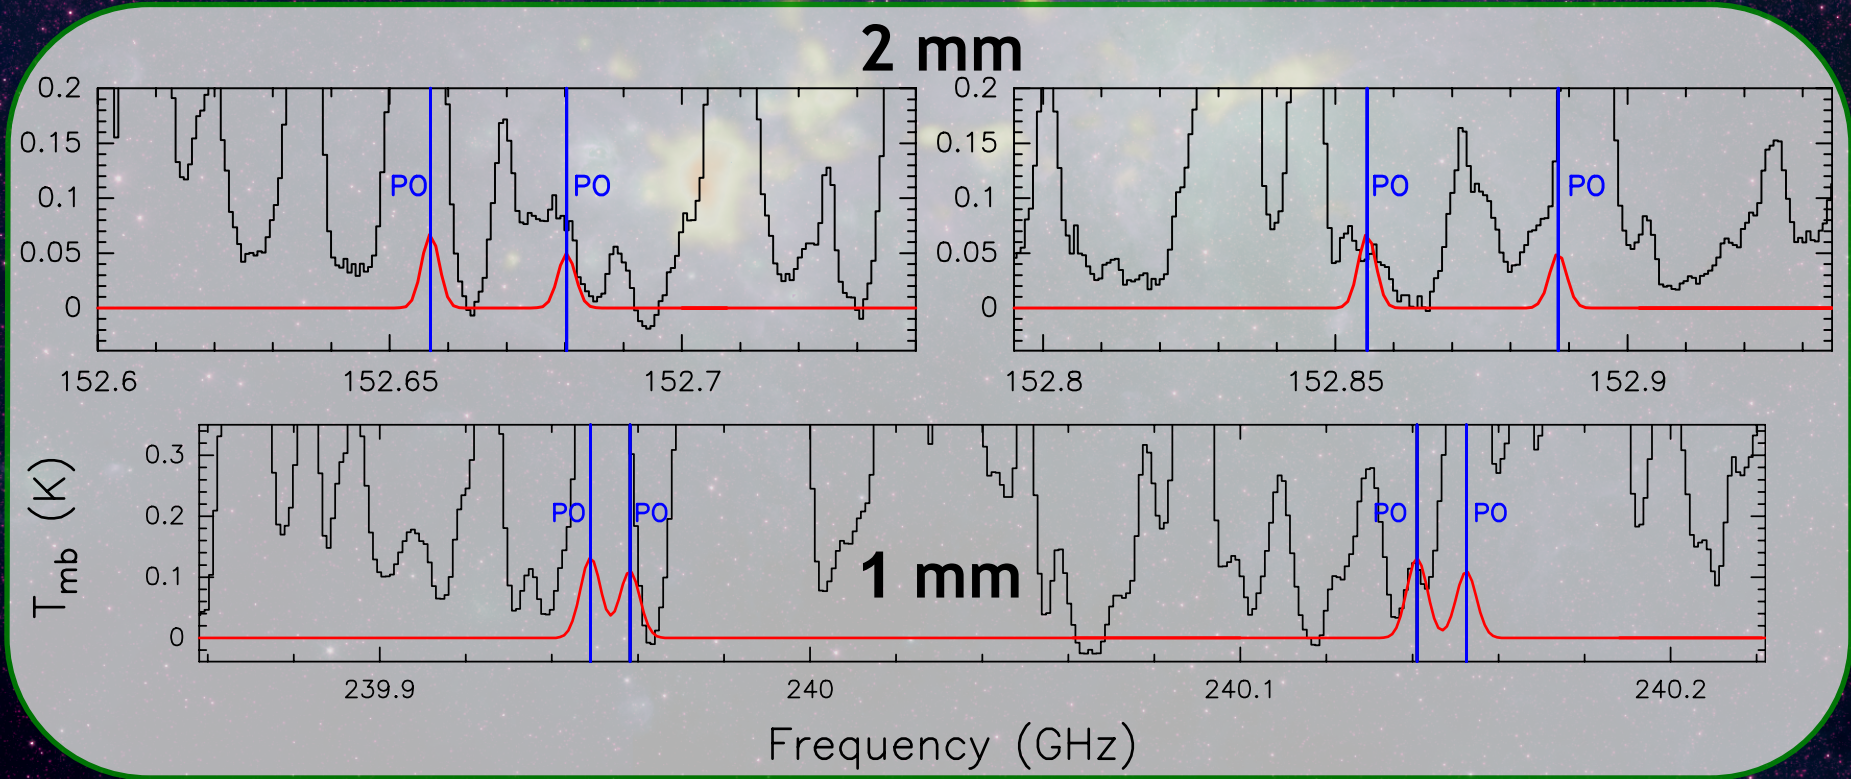 2 mm
0.2
0.15
0.1
0.05
0
PO
PO
152.6 152.65 152.7
0.2
0.15
0.1
0.05
0
PO
PO
152.8 152.85 152.9
Tmb (K)
0.3
0.2
0.1
0
PO
PO
PO
PO
1 mm
239.9 240 240.1 240.2
Frequency (GHz)